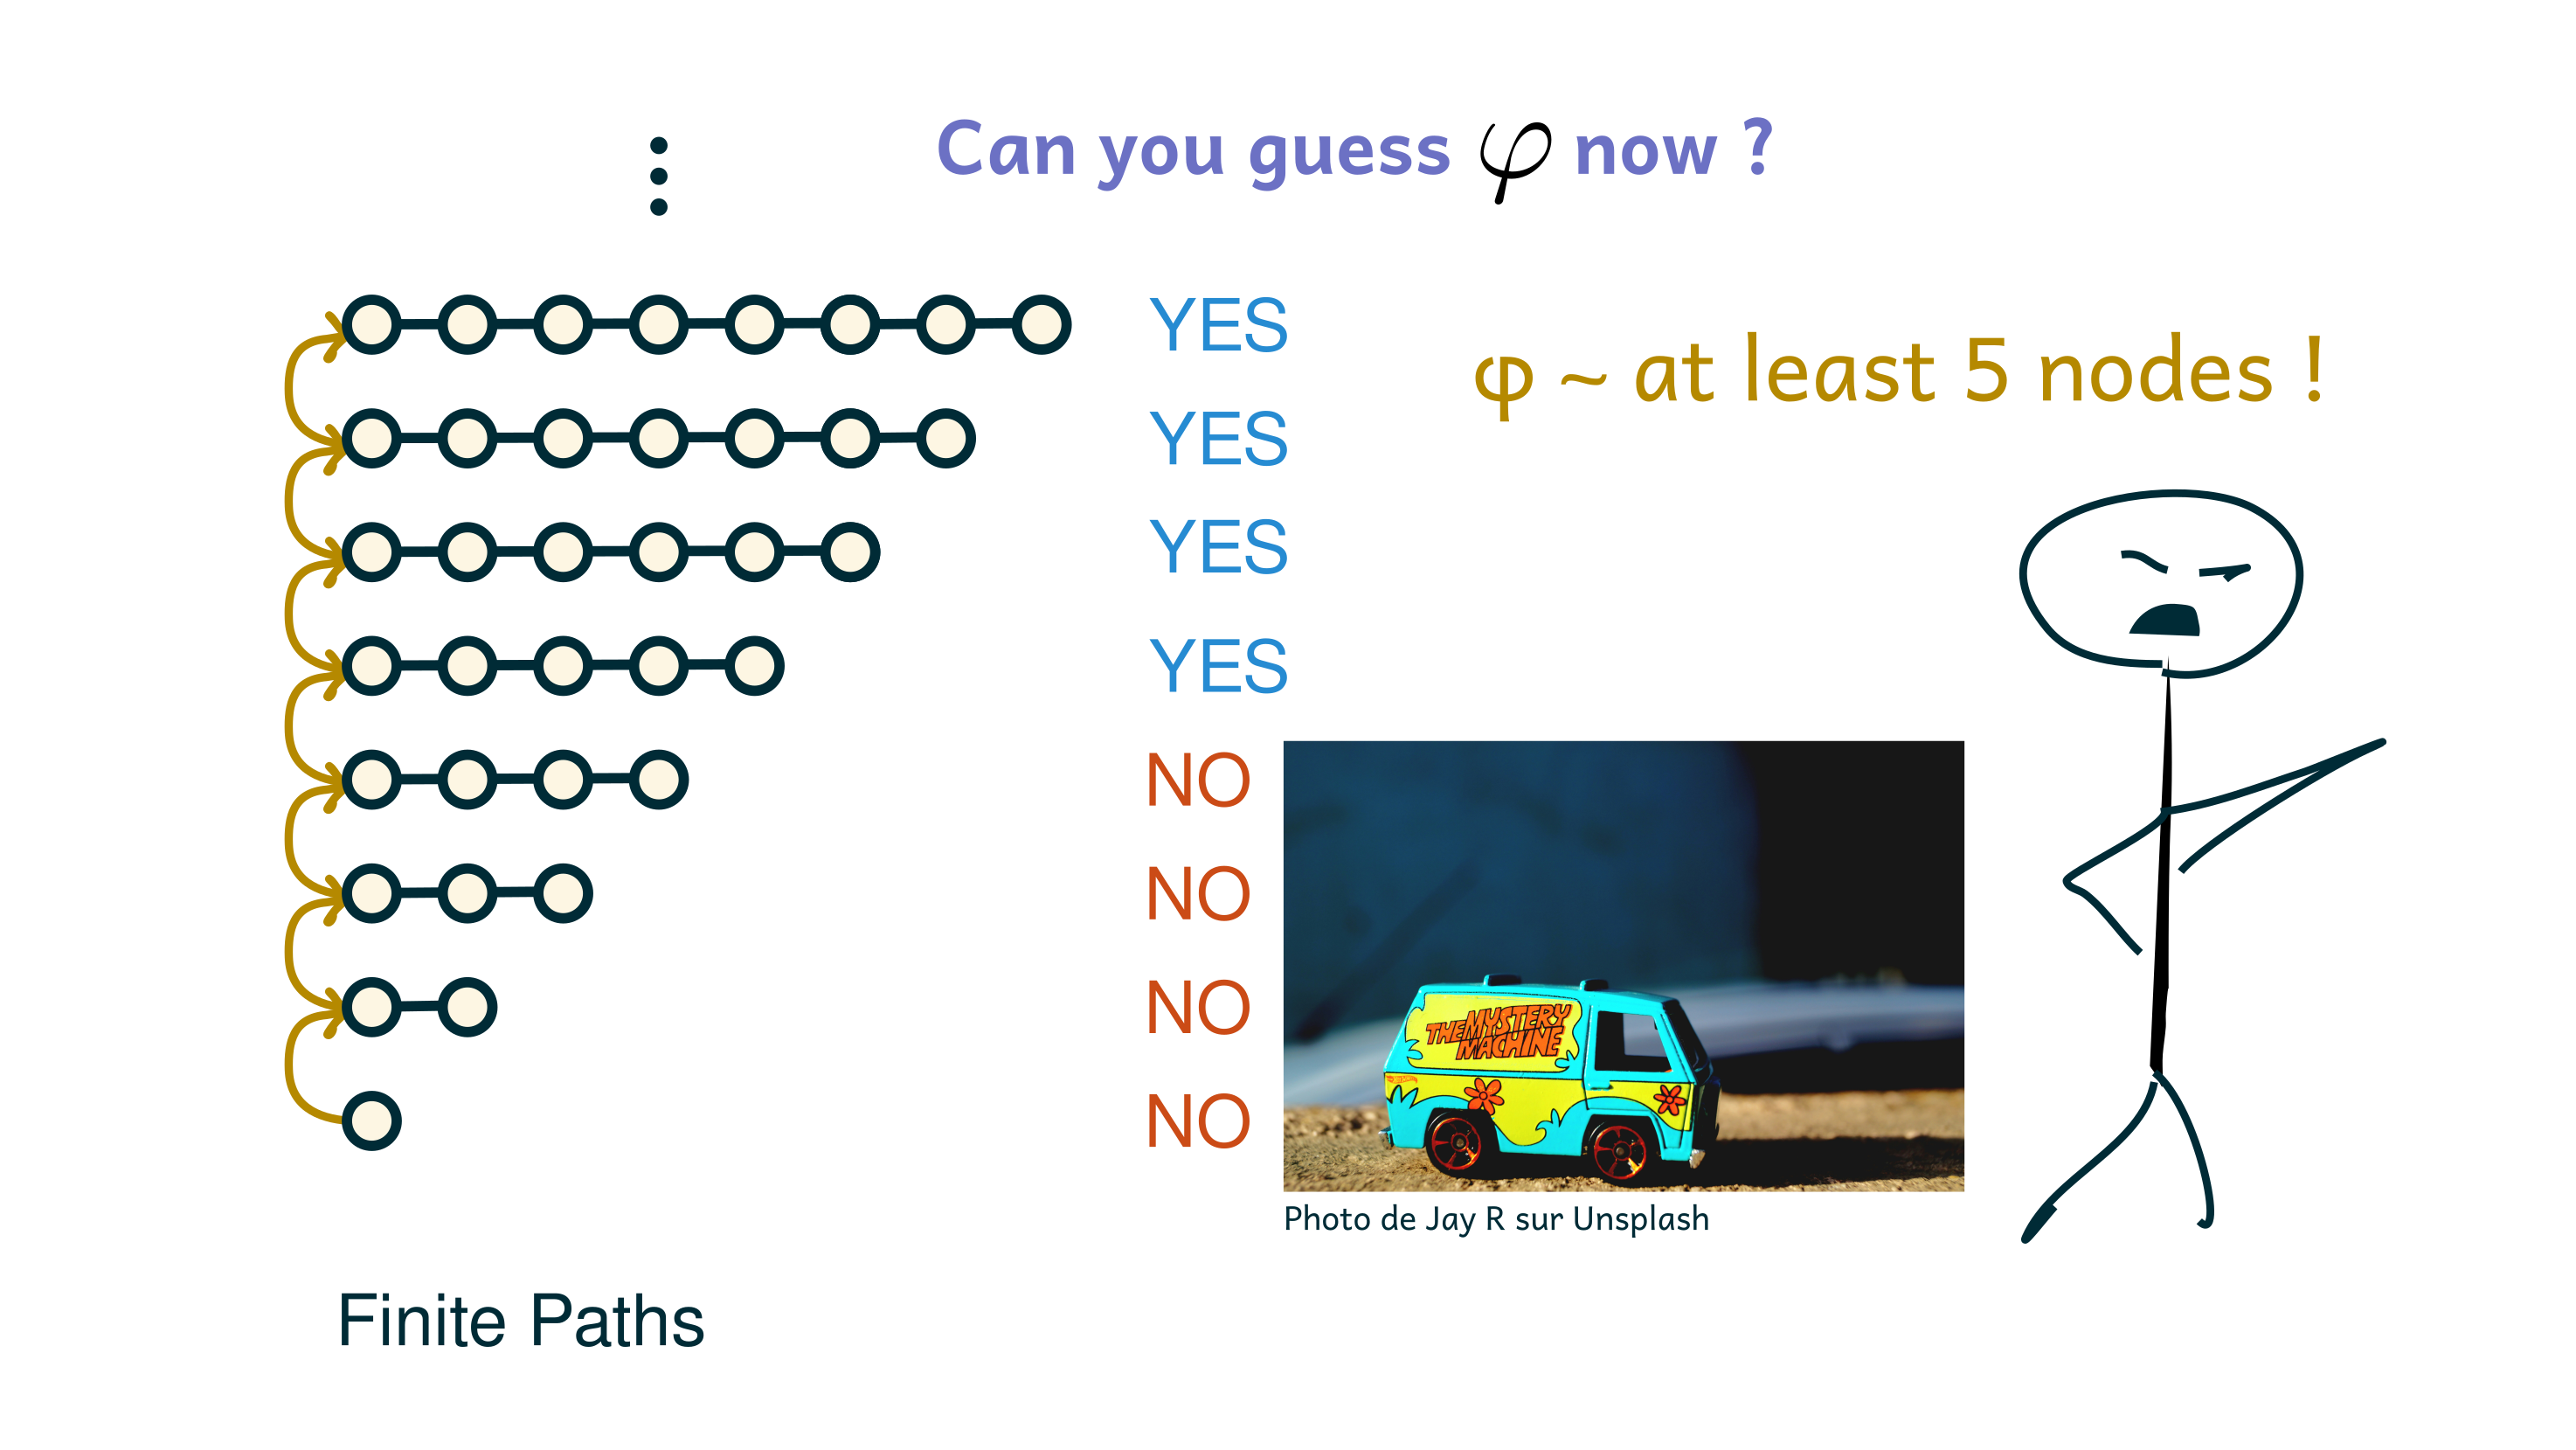 Can you guess φ now ?
YES
φ ~ at least 5 nodes !
YES
YES
YES
NO
NO
NO
NO
THE MYSTERY
MACHINE
Photo de Jay R sur Unsplash
Finite Paths